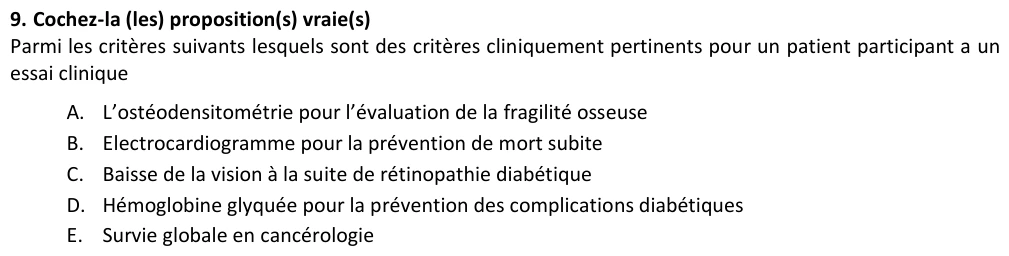 9. Cochez-la (les) proposition(s) vraie(s)
Parmi les critères suivants lesquels sont des critères cliniquement pertinents pour un patient participant a un
essai clinique
A. L’ostéodensitométrie pour l’évaluation de la fragilité osseuse
B. Electrocardiogramme pour la prévention de mort subite
C. Baisse de la vision à la suite de rétinopathie diabétique
D. Hémoglobine glyquée pour la prévention des complications diabétiques
E. Survie globale en cancérologie